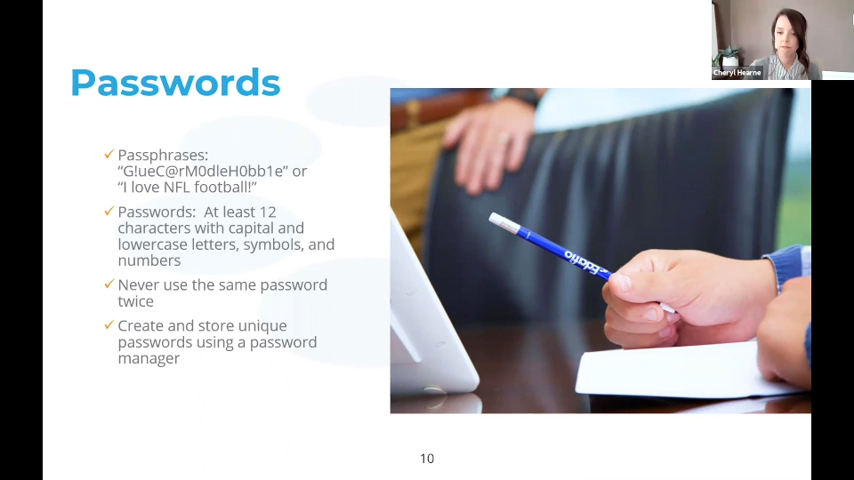 Cheryl Hearne
Passwords
✓ Passphrases:
“G!ueC@rM0dleH0bb1e” or
“I love NFL football!”
✓ Passwords:  At least 12
characters with capital and
lowercase letters, symbols, and
numbers
✓ Never use the same password
twice
✓ Create and store unique
passwords using a password
manager
Edafio
10